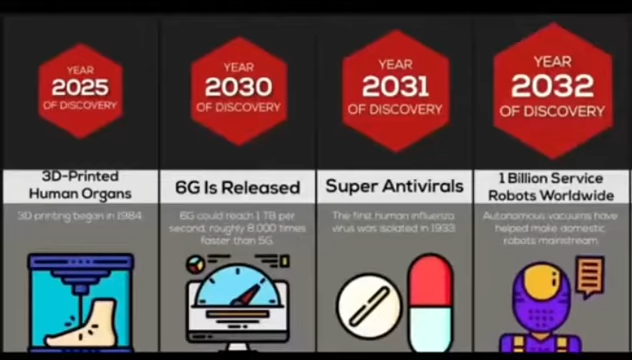 YEAR
2025
OF DISCOVERY
3D-Printed
Human Organs
3D-printing began in 1984.
YEAR
2030
OF DISCOVERY
6G Is Released
6G could reach 1 TB per
second, roughly 8,000 times
faster than 5G.
YEAR
2031
OF DISCOVERY
Super Antivirals
The first human influenza
virus was isolated in 1933.
YEAR
2032
OF DISCOVERY
1 Billion Service
Robots Worldwide
Autonomous vacuums have
helped make domestic
robots mainstream.